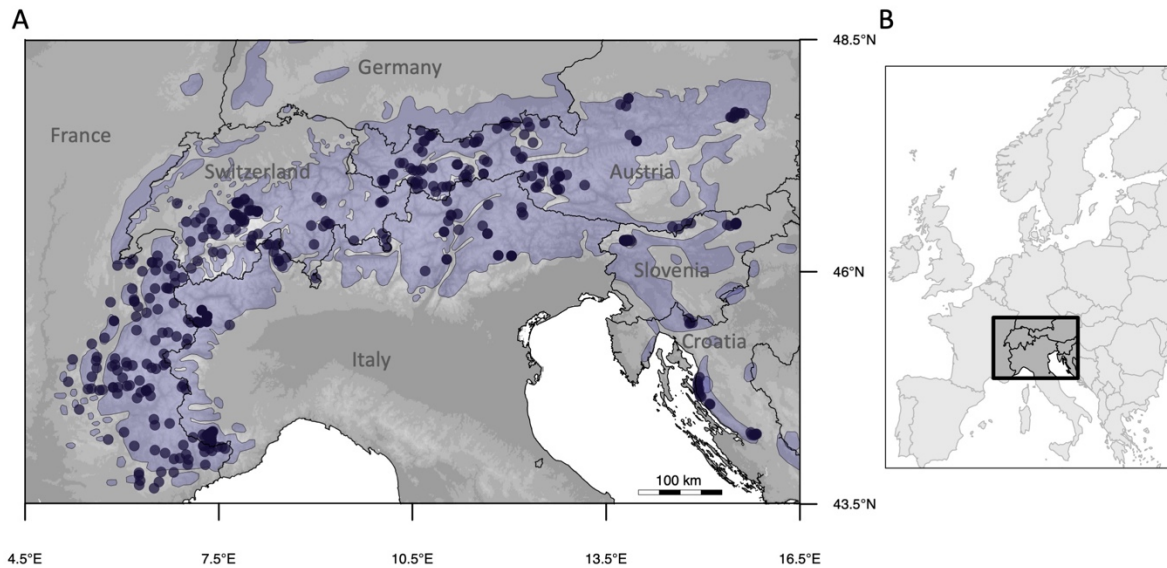 A
B
48.5°N
Germany
France
Switzerland
Austria
46°N
Slovenia
Croatia
Italy
100 km
43.5°N
4.5°E
7.5°E
10.5°E
13.5°E
16.5°E